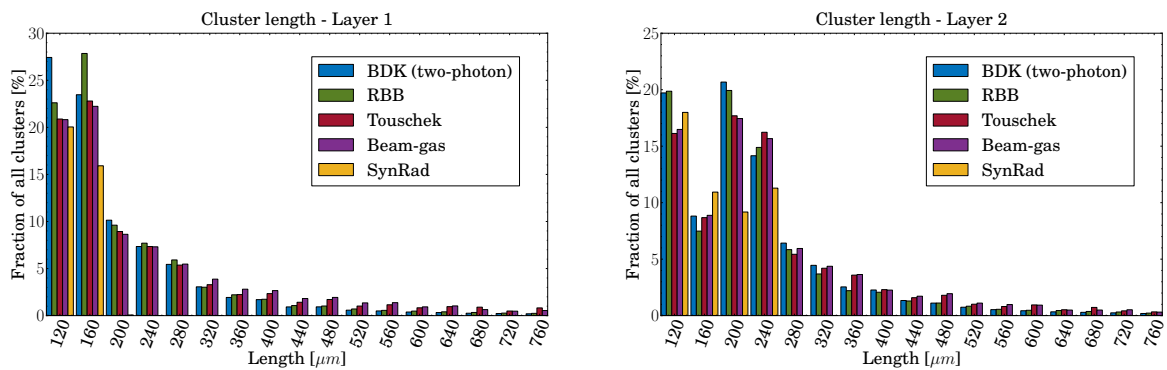 Cluster length - Layer 1
Fraction of all clusters [%]
30
25
20
15
10
5
0
BDK (two-photon)
RBB
Touschek
Beam-gas
SynRad
120 160 200 240 280 320 360 400 440 480 520 560 600 640 680 720 760
Length [μm]
Cluster length - Layer 2
Fraction of all clusters [%]
25
20
15
10
5
0
BDK (two-photon)
RBB
Touschek
Beam-gas
SynRad
120 160 200 240 280 320 360 400 440 480 520 560 600 640 680 720 760
Length [μm]